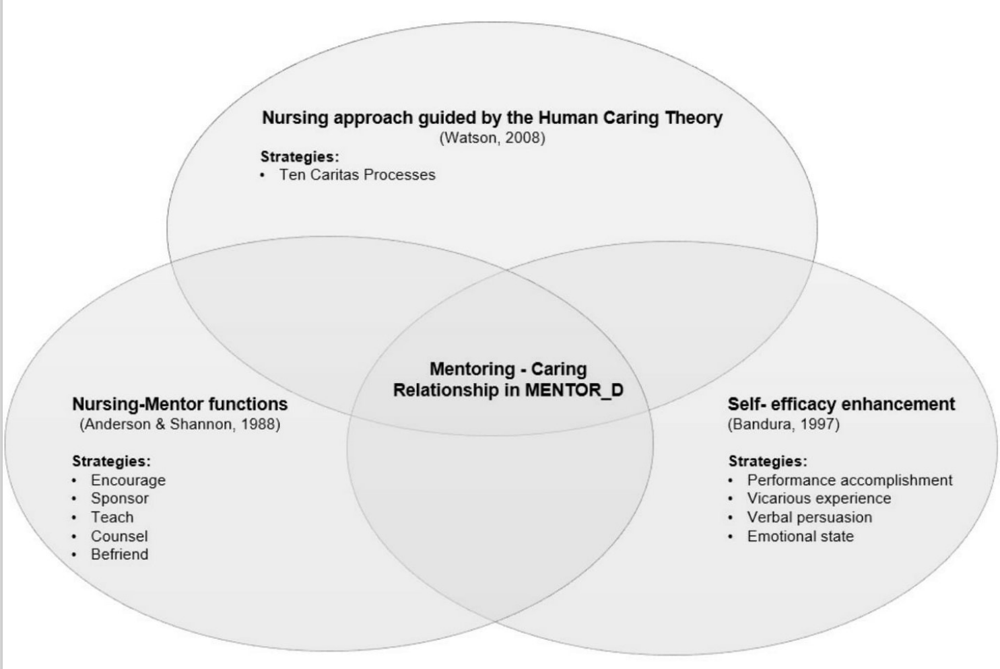 Nursing approach guided by the Human Caring Theory
(Watson, 2008)
Strategies:
• Ten Caritas Processes
Mentoring - Caring
Relationship in MENTOR_D
Nursing-Mentor functions
(Anderson & Shannon, 1988)
Strategies:
• Encourage
• Sponsor
• Teach
• Counsel
• Befriend
Self- efficacy enhancement
(Bandura, 1997)
Strategies:
• Performance accomplishment
• Vicarious experience
• Verbal persuasion
• Emotional state